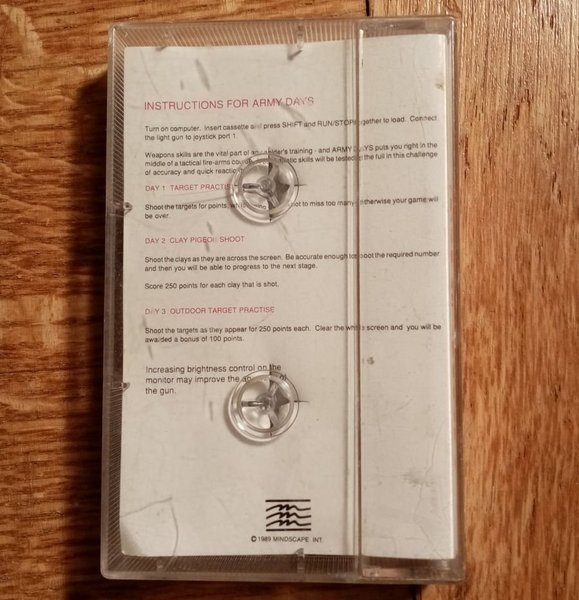 INSTRUCTIONS FOR ARMY DAYS
Turn on computer. Insert cassette and press SHIFT and RUN/STOP together to load. Connect
the light gun to joystick port 1.
Weapons skills are the vital part of any soldier's training - and ARMY DAYS puts you right in the
middle of a tactical fire-arms skills will be tested to the full in this challenge
of accuracy and quick reactions
DAY 1 TARGET PRACTISE
Shoot the targets for points, not to miss too many otherwise your game will
be over.
DAY 2 CLAY PIGEON SHOOT
Shoot the clays as they are across the screen. Be accurate enough to shoot the required number
and then you will be able to progress to the next stage.
Score 250 points for each clay that is shot.
DAY 3 OUTDOOR TARGET PRACTISE
Shoot the targets as they appear for 250 points each. Clear the whole screen and you will be
awaided a bonus of 100 points.
Increasing brightness control on the
monitor may improve the of
the gun.
© 1989 MINDSCAPE INT.